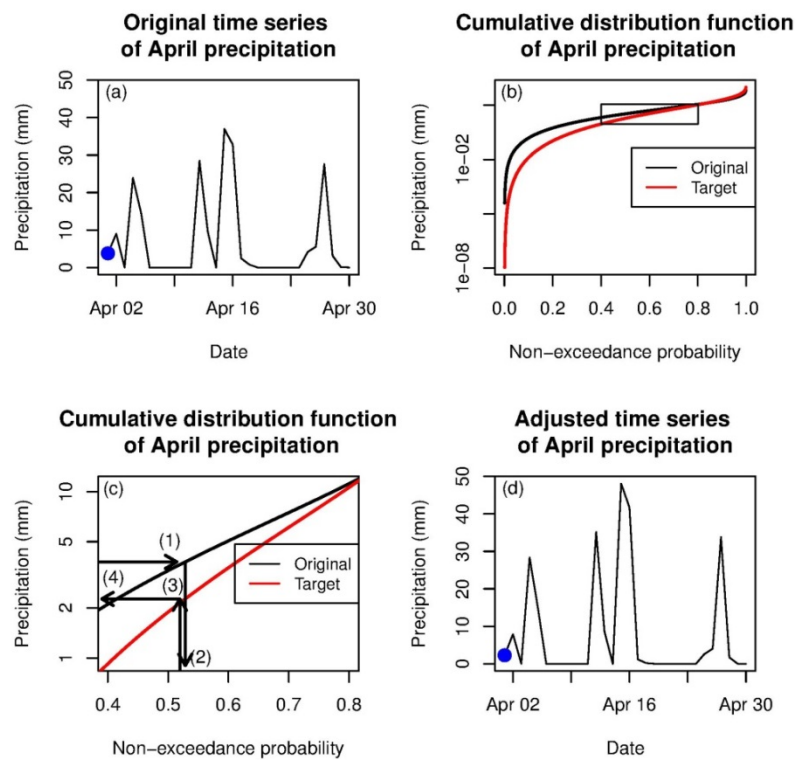 Original time series
of April precipitation
(a)
Precipitation (mm)
50
40
30
20
10
0
Apr 02
Apr 16
Apr 30
Date
Cumulative distribution function
of April precipitation
(b)
Precipitation (mm)
1e−02
1e−08
Original
Target
0.0
0.2
0.4
0.6
0.8
1.0
Non−exceedance probability
Cumulative distribution function
of April precipitation
(c)
Precipitation (mm)
10
5
2
1
(1)
(4)
(3)
(2)
Original
Target
0.4
0.5
0.6
0.7
0.8
Non−exceedance probability
Adjusted time series
of April precipitation
(d)
Precipitation (mm)
50
40
30
20
10
0
Apr 02
Apr 16
Apr 30
Date